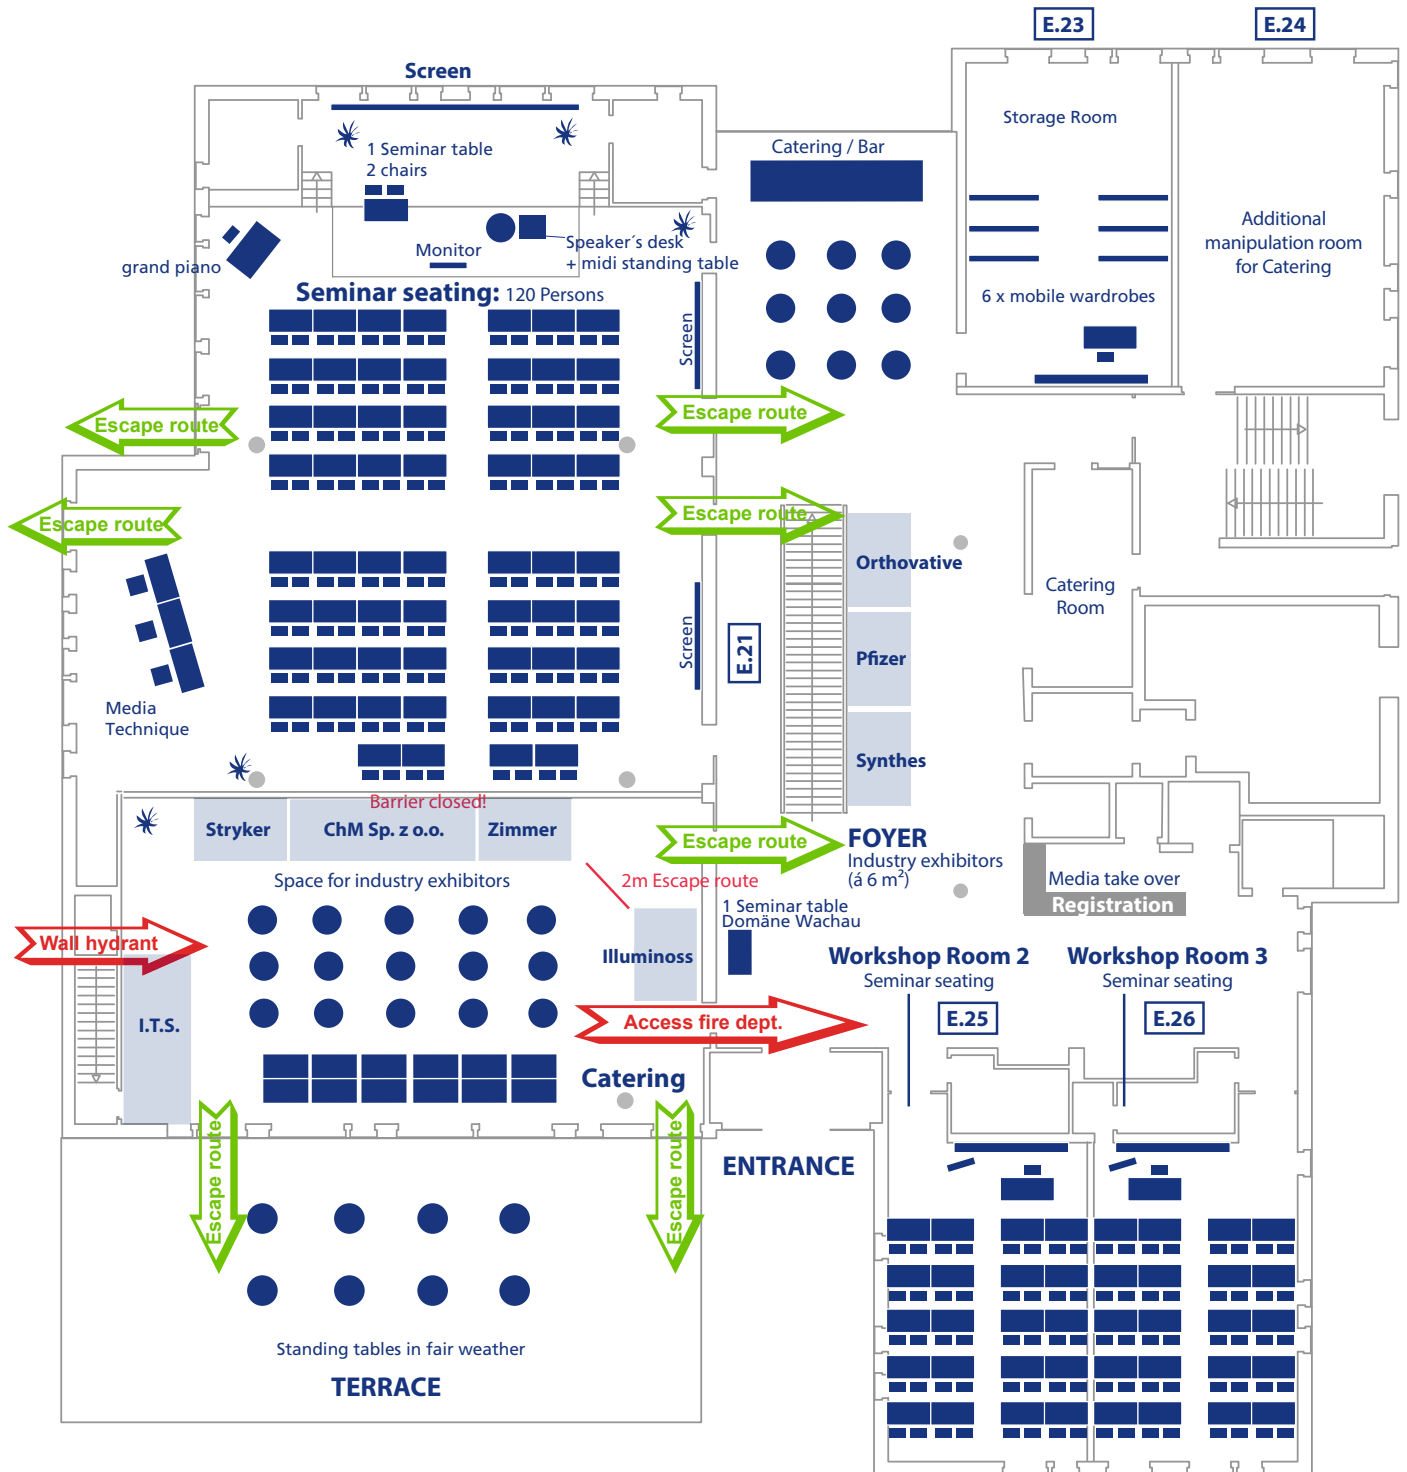 E.23
E.24
Screen
Storage Room
Catering / Bar
1 Seminar table
2 chairs
Additional
manipulation room
for Catering
Speaker´s desk
+ midi standing table
Monitor
grand piano
Seminar seating: 120 Persons
6 x mobile wardrobes
Screen
Escape route
Escape route
Escape route
Escape route
Orthovative
Catering
Room
Screen
E.21
Pfizer
Media
Technique
Synthes
Barrier closed!
Stryker
ChM Sp. z o.o.
Zimmer
Escape route
FOYER
Industry exhibitors
(á 6 m²)
Space for industry exhibitors
2m Escape route
Media take over
Registration
1 Seminar table
Domäne Wachau
Wall hydrant
Illuminoss
Workshop Room 2
Seminar seating
Workshop Room 3
Seminar seating
I.T.S.
Access fire dept.
E.25
E.26
Catering
Escape route
Escape route
ENTRANCE
Standing tables in fair weather
TERRACE